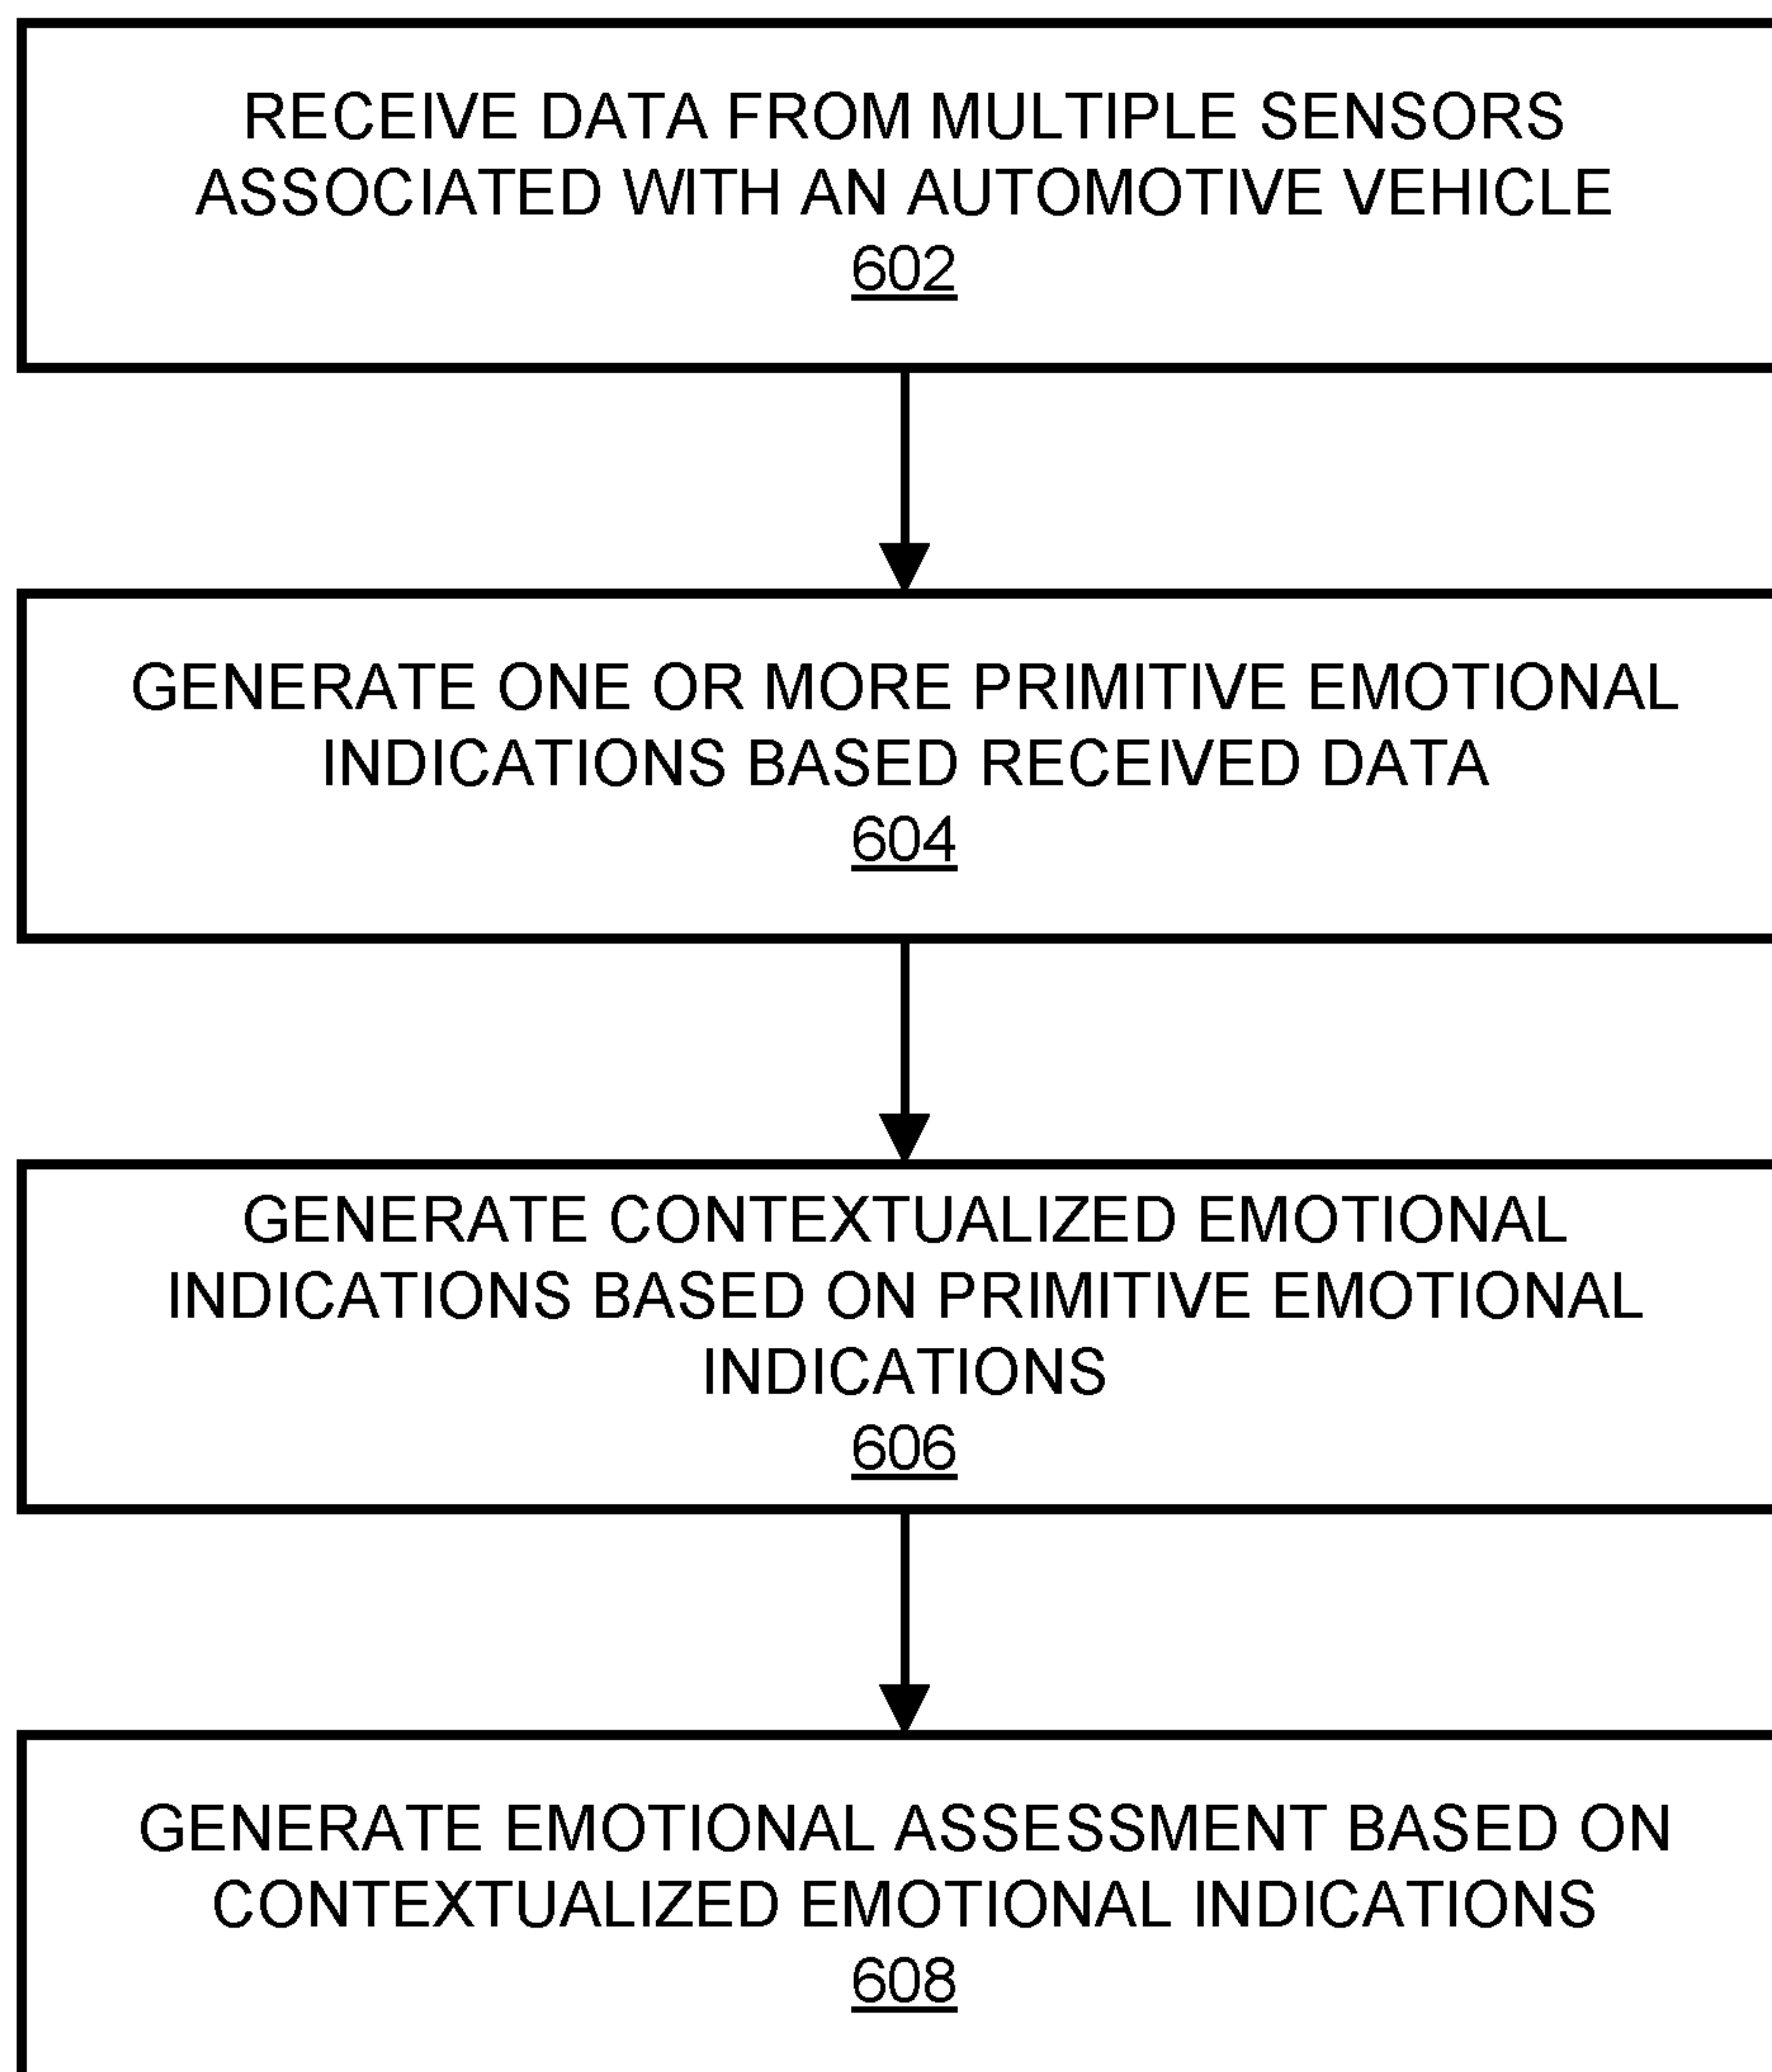 RECEIVE DATA FROM MULTIPLE SENSORS
ASSOCIATED WITH AN AUTOMOTIVE VEHICLE
602
GENERATE ONE OR MORE PRIMITIVE EMOTIONAL
INDICATIONS BASED RECEIVED DATA
604
GENERATE CONTEXTUALIZED EMOTIONAL
INDICATIONS BASED ON PRIMITIVE EMOTIONAL
INDICATIONS
606
GENERATE EMOTIONAL ASSESSMENT BASED ON
CONTEXTUALIZED EMOTIONAL INDICATIONS
608